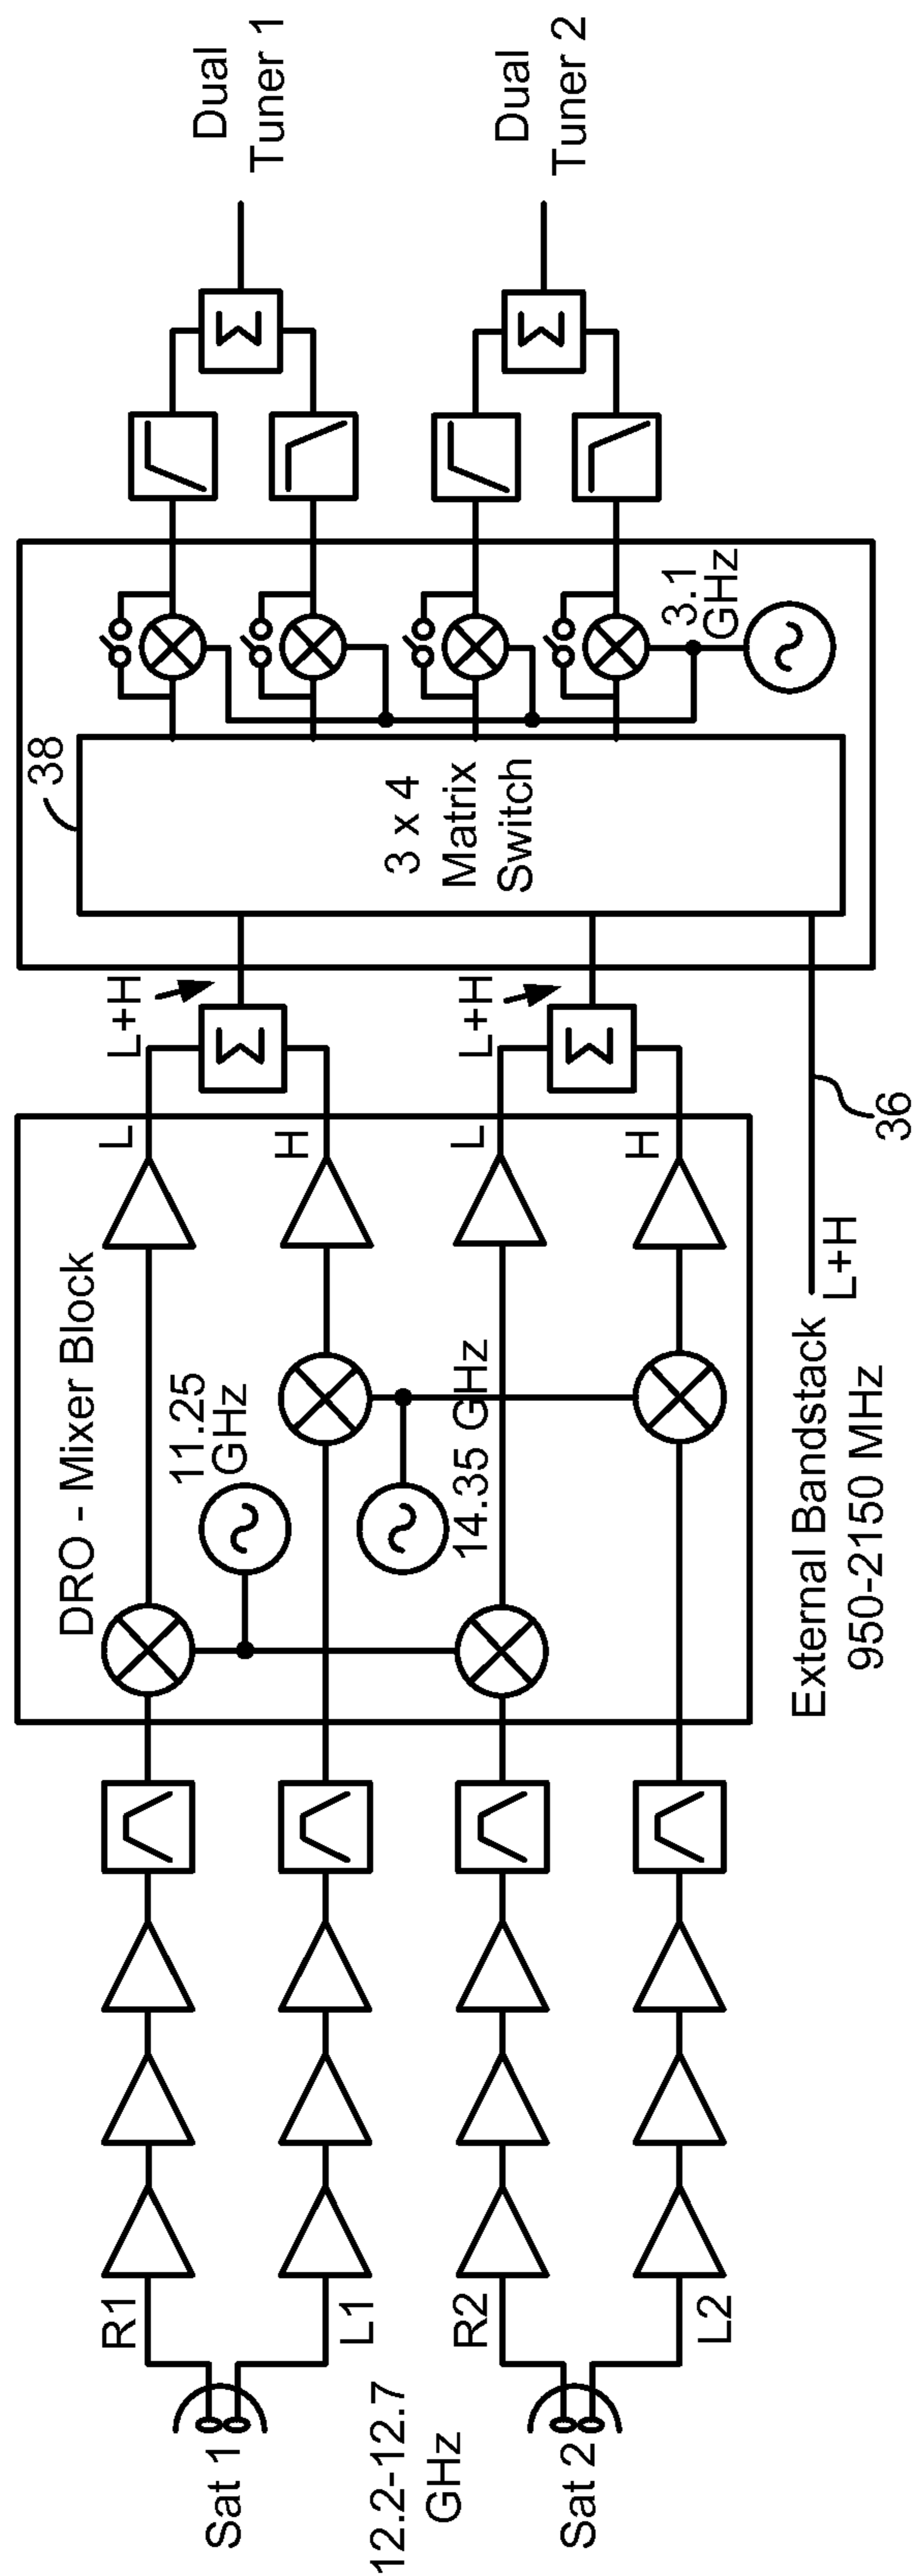 Sat 1
Sat 2
12.2-12.7
GHz
R1
L1
R2
L2
DRO - Mixer Block
11.25
GHz
14.35 GHz
L
H
L
H
L+H
L+H
External Bandstack
950-2150 MHz
L+H
36
38
3 x 4
Matrix
Switch
3.1
GHz
Σ
Σ
Σ
Σ
Dual
Tuner 1
Dual
Tuner 2